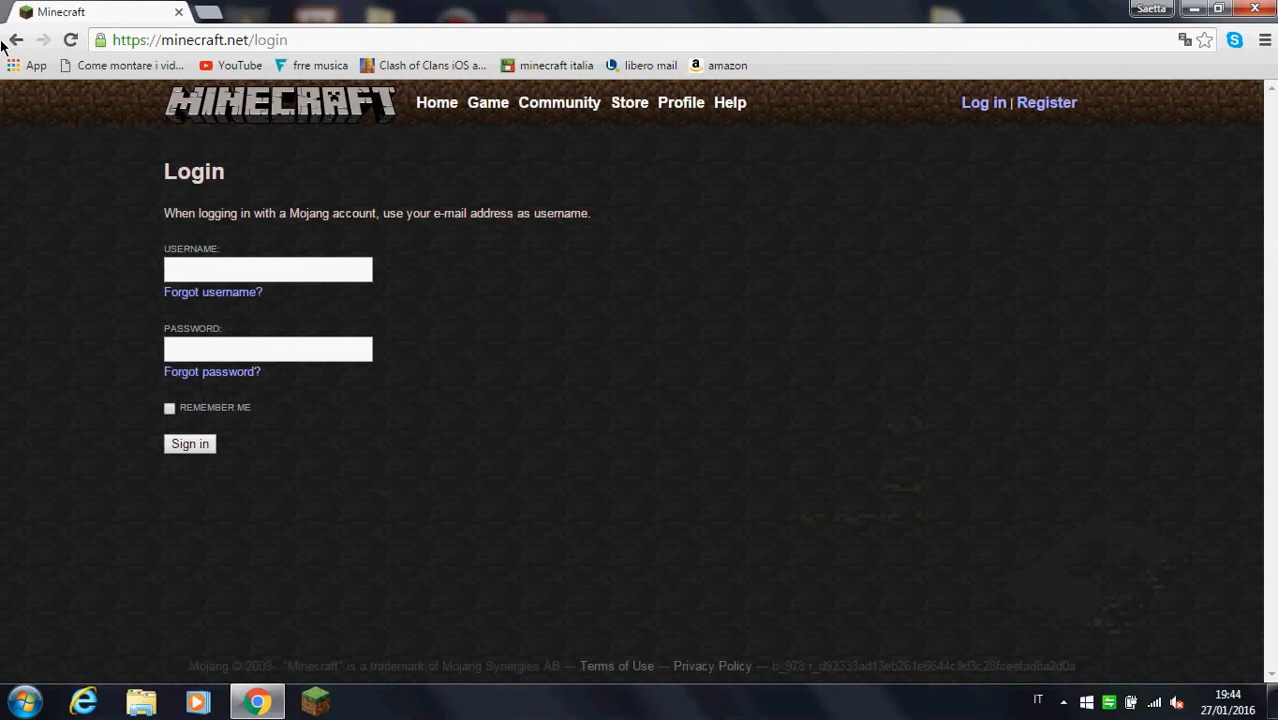 Minecraft
Saetta
https://minecraft.net/login
App Come montare i vid... YouTube frre musica Clash of Clans iOS a... minecraft italia libero mail amazon
MINECRAFT Home Game Community Store Profile Help Log in | Register
Login
When logging in with a Mojang account, use your e-mail address as username.
USERNAME:
Forgot username?
PASSWORD:
Forgot password?
REMEMBER ME
Sign in
Mojang © 2009- "Minecraft" is a trademark of Mojang Synergies AB — Terms of Use — Privacy Policy —
IT 19:44
27/01/2016